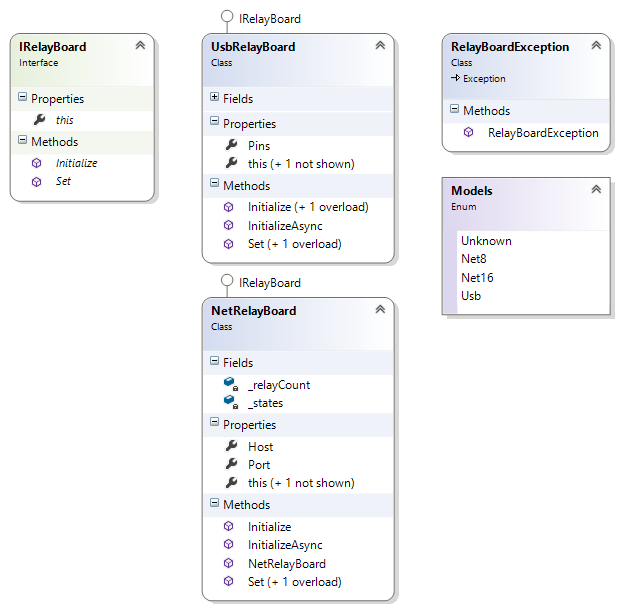 IRelayBoard
Interface
Properties
this
Methods
Initialize
Set
IRelayBoard
UsbRelayBoard
Class
Fields
Properties
Pins
this (+ 1 not shown)
Methods
Initialize (+ 1 overload)
InitializeAsync
Set (+ 1 overload)
IRelayBoard
NetRelayBoard
Class
Fields
_relayCount
_states
Properties
Host
Port
this (+ 1 not shown)
Methods
Initialize
InitializeAsync
NetRelayBoard
Set (+ 1 overload)
RelayBoardException
Class
Exception
Methods
RelayBoardException
Models
Enum
Unknown
Net8
Net16
Usb